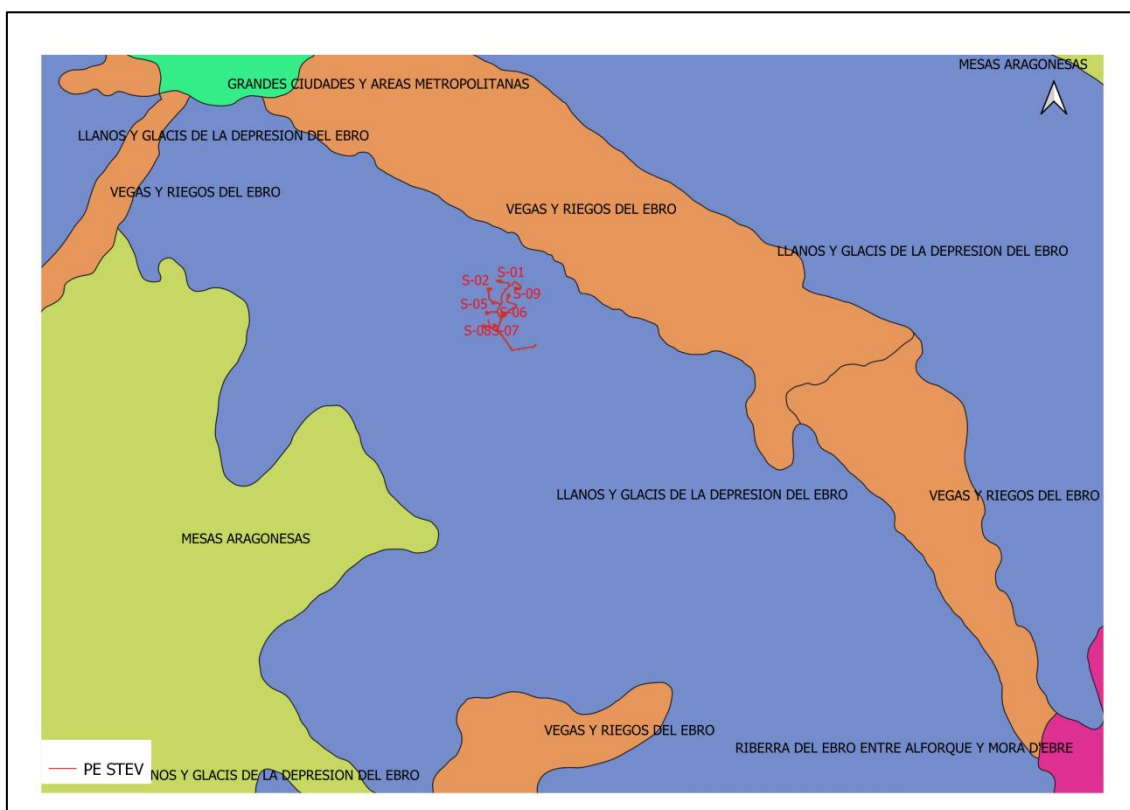 MESAS ARAGONESAS
GRANDES CIUDADES Y AREAS METROPOLITANAS
LLANOS Y GLACIS DE LA DEPRESION DEL EBRO
VEGAS Y RIEGOS DEL EBRO
VEGAS Y RIEGOS DEL EBRO
LLANOS Y GLACIS DE LA DEPRESION DEL EBRO
S-01
S-02
S-09
S-05
S-06
S-08
S-07
LLANOS Y GLACIS DE LA DEPRESION DEL EBRO
VEGAS Y RIEGOS DEL EBRO
MESAS ARAGONESAS
VEGAS Y RIEGOS DEL EBRO
RIBERRA DEL EBRO ENTRE ALFORQUE Y MORA D'EBRE
PE STEV
ANOS Y GLACIS DE LA DEPRESION DEL EBRO